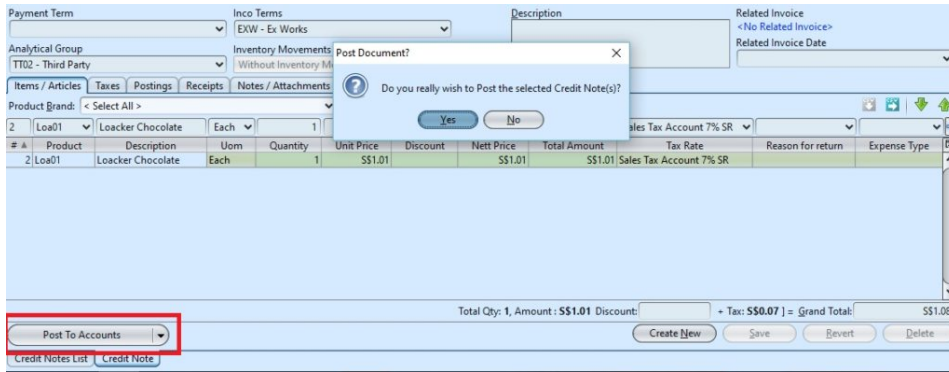 Payment Term Inco Terms Description Related Invoice
EXW - Ex Works <No Related Invoice>
Analytical Group Inventory Movements Post Document? Related Invoice Date
TT02 - Third Party Without Inventory M
Items / Articles Taxes Postings Receipts Notes / Attachments Do you really wish to Post the selected Credit Note(s)?
Product Brand: < Select All >
Yes No
2 Loa01 Loacker Chocolate Each 1 ales Tax Account 7% SR
# Product Description Uom Quantity Unit Price Discount Nett Price Total Amount Tax Rate Reason for return Expense Type
2 Loa01 Loacker Chocolate Each 1 S$1.01 S$1.01 S$1.01 Sales Tax Account 7% SR
Total Qty: 1, Amount : S$1.01 Discount: + Tax: S$0.07 ] = Grand Total: S$1.08
Post To Accounts Create New Save Revert Delete
Credit Notes List Credit Note